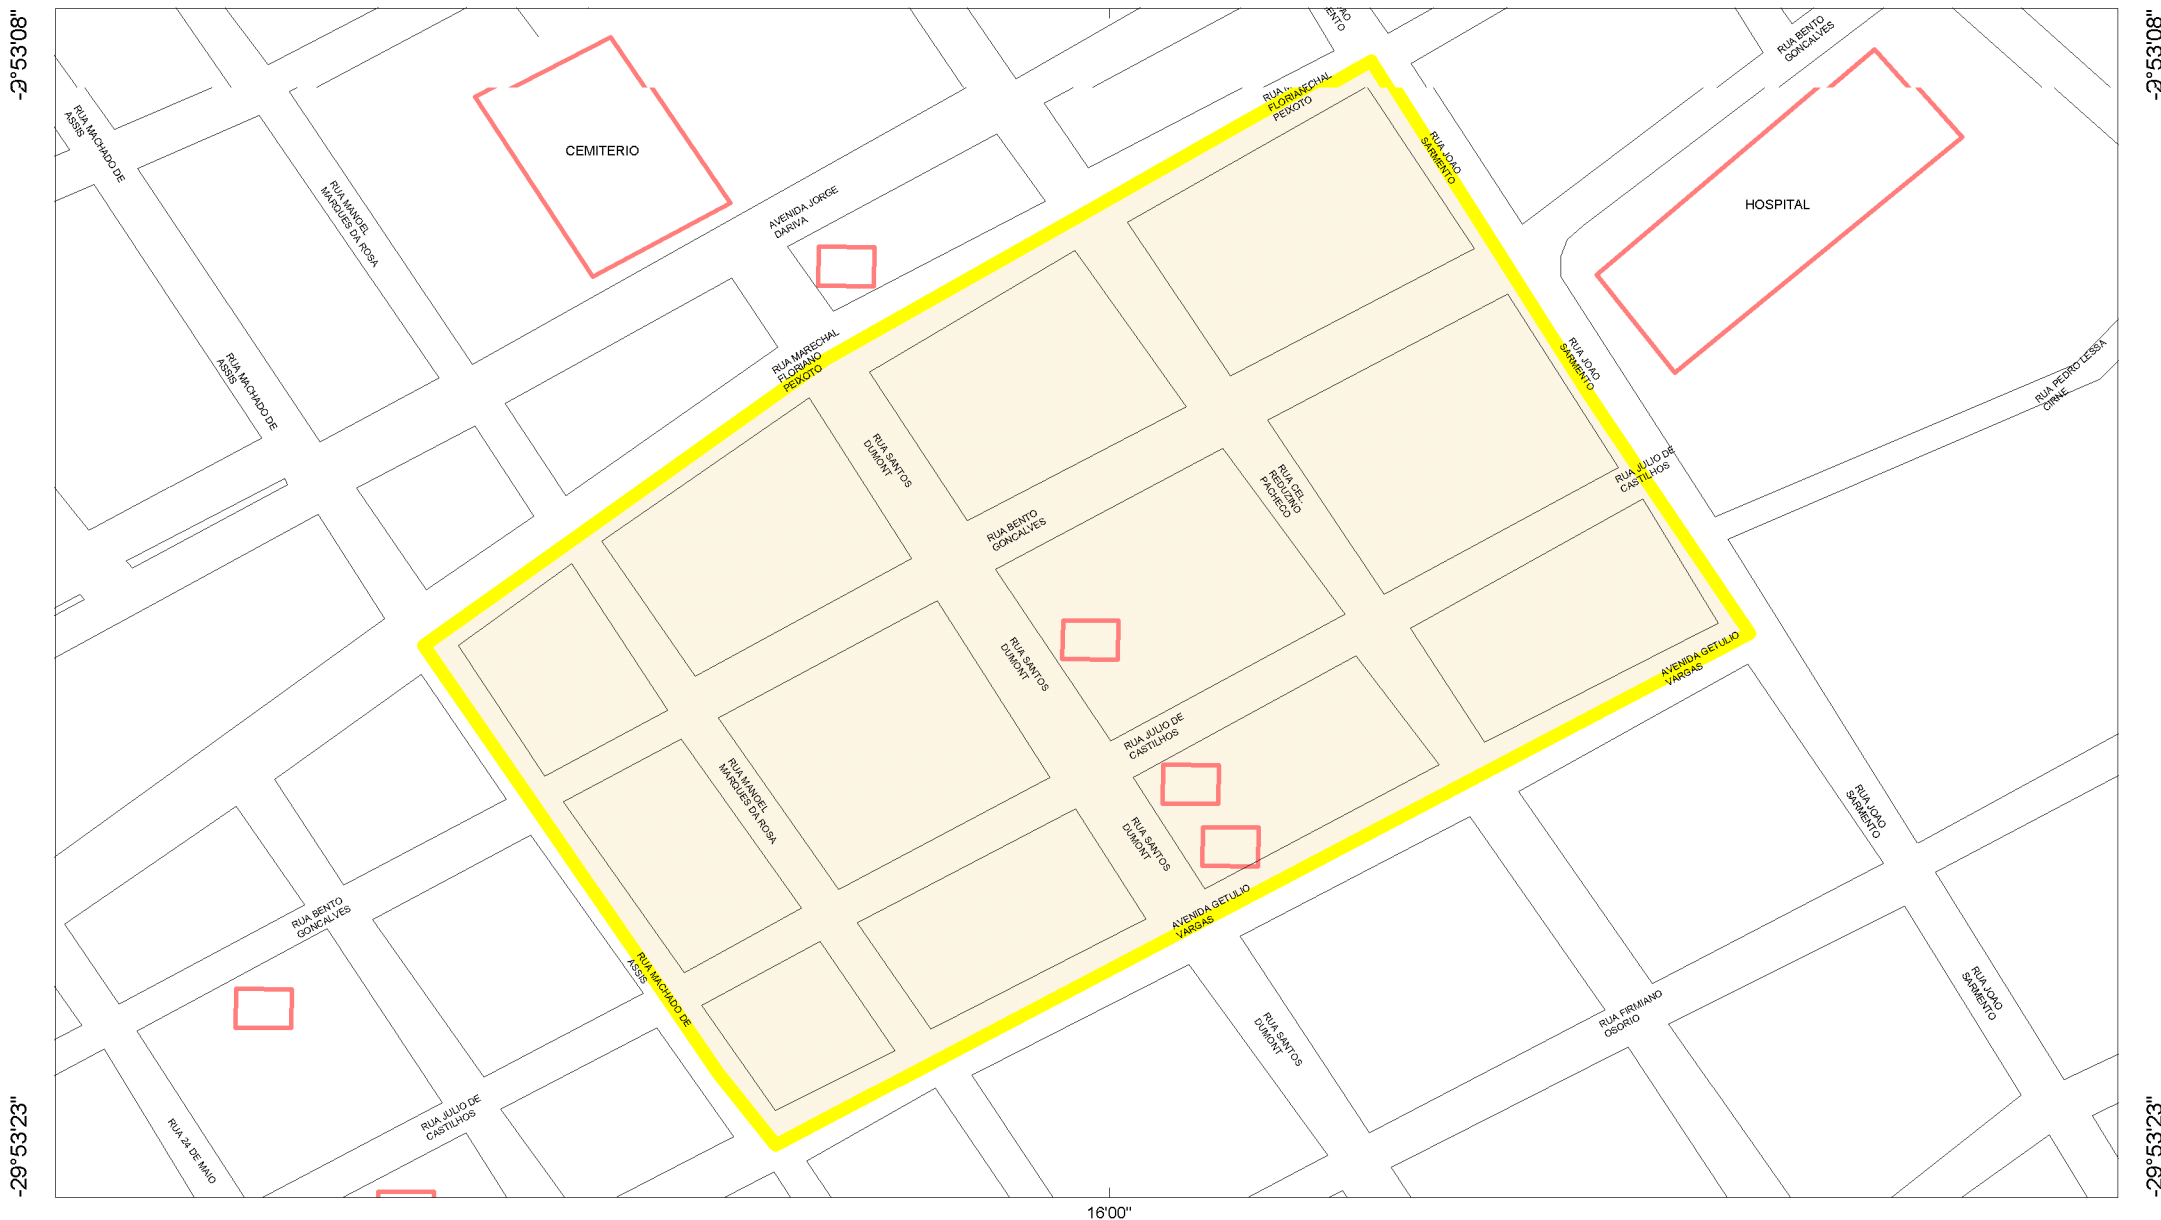 -29°53'08"
-29°53'08"
RUA BENTO
GONCALVES
RUA MACHADO DE
ASSIS
CEMITERIO
RUA MANOEL
MARQUES DA ROSA
AVENIDA JORGE
DARIVA
FLORIANO
PEIXOTO
RUA JOAO
SARMENTO
HOSPITAL
RUA MARECHAL
FLORIANO
PEIXOTO
RUA JOAO
SARMENTO
RUA PEDRO LESSA
CIRNE
RUA MACHADO DE
ASSIS
RUA SANTOS
DUMONT
RUA CEL.
REDUZINO
PACHECO
RUA JULIO DE
CASTILHOS
RUA BENTO
GONCALVES
RUA SANTOS
DUMONT
AVENIDA GETULIO
VARGAS
RUA JULIO DE
CASTILHOS
RUA MANOEL
MARQUES DA ROSA
RUA SANTOS
DUMONT
RUA JOAO
SARMENTO
RUA BENTO
GONCALVES
AVENIDA GETULIO
VARGAS
RUA MACHADO DE
ASSIS
RUA SANTOS
DUMONT
RUA FIRMIANO
OSORIO
RUA JOAO
SARMENTO
RUA JULIO DE
CASTILHOS
RUA 24 DE MAIO
-29°53'23"
-29°53'23"
16'00"